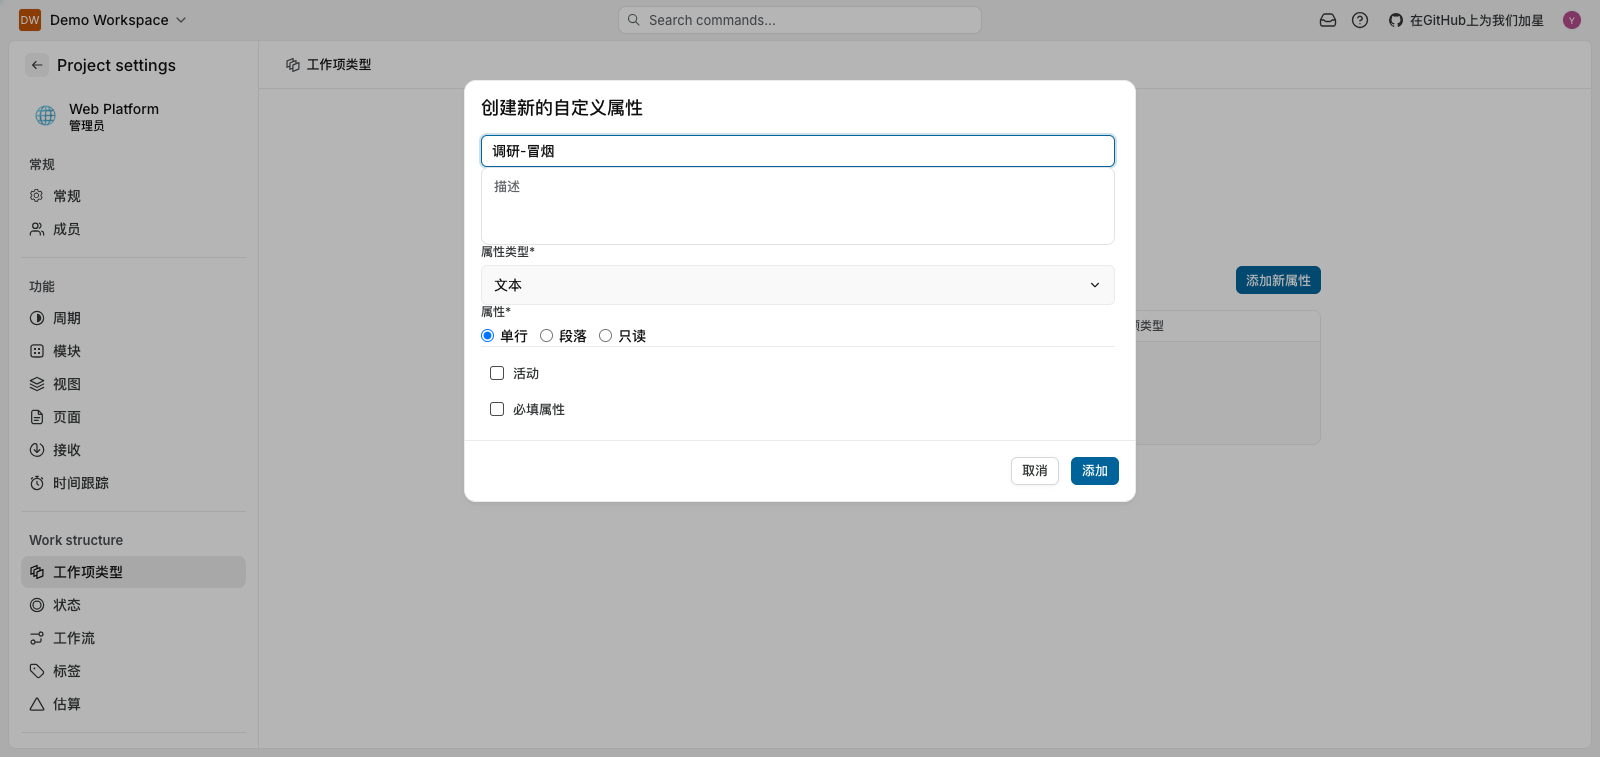 DW Demo Workspace
Search commands...
在GitHub上为我们加星
Y
Project settings
工作项类型
Web Platform
管理员
常规
常规
成员
功能
周期
模块
视图
页面
接收
时间跟踪
Work structure
工作项类型
状态
工作流
标签
估算
添加新属性
类型
创建新的自定义属性
调研-冒烟
描述
属性类型*
文本
属性*
单行 段落 只读
活动
必填属性
取消 添加